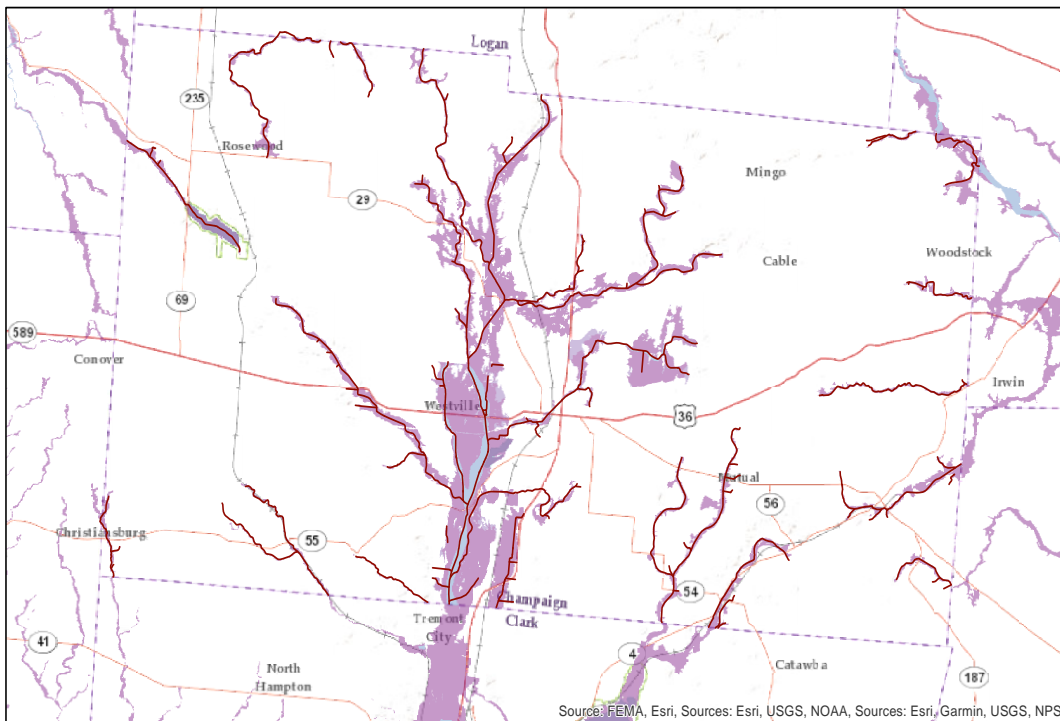 Logan
235
Rosewood
Mingo
29
Cable
Woodstock
69
589
Conover
Irwin
Westville
36
Mutual
56
Christiansburg
55
54
Champaign
Clark
Tremont
City
41
4
North
Hampton
Catawba
187
Source: FEMA, Esri, Sources: Esri, USGS, NOAA, Sources: Esri, Garmin, USGS, NPS